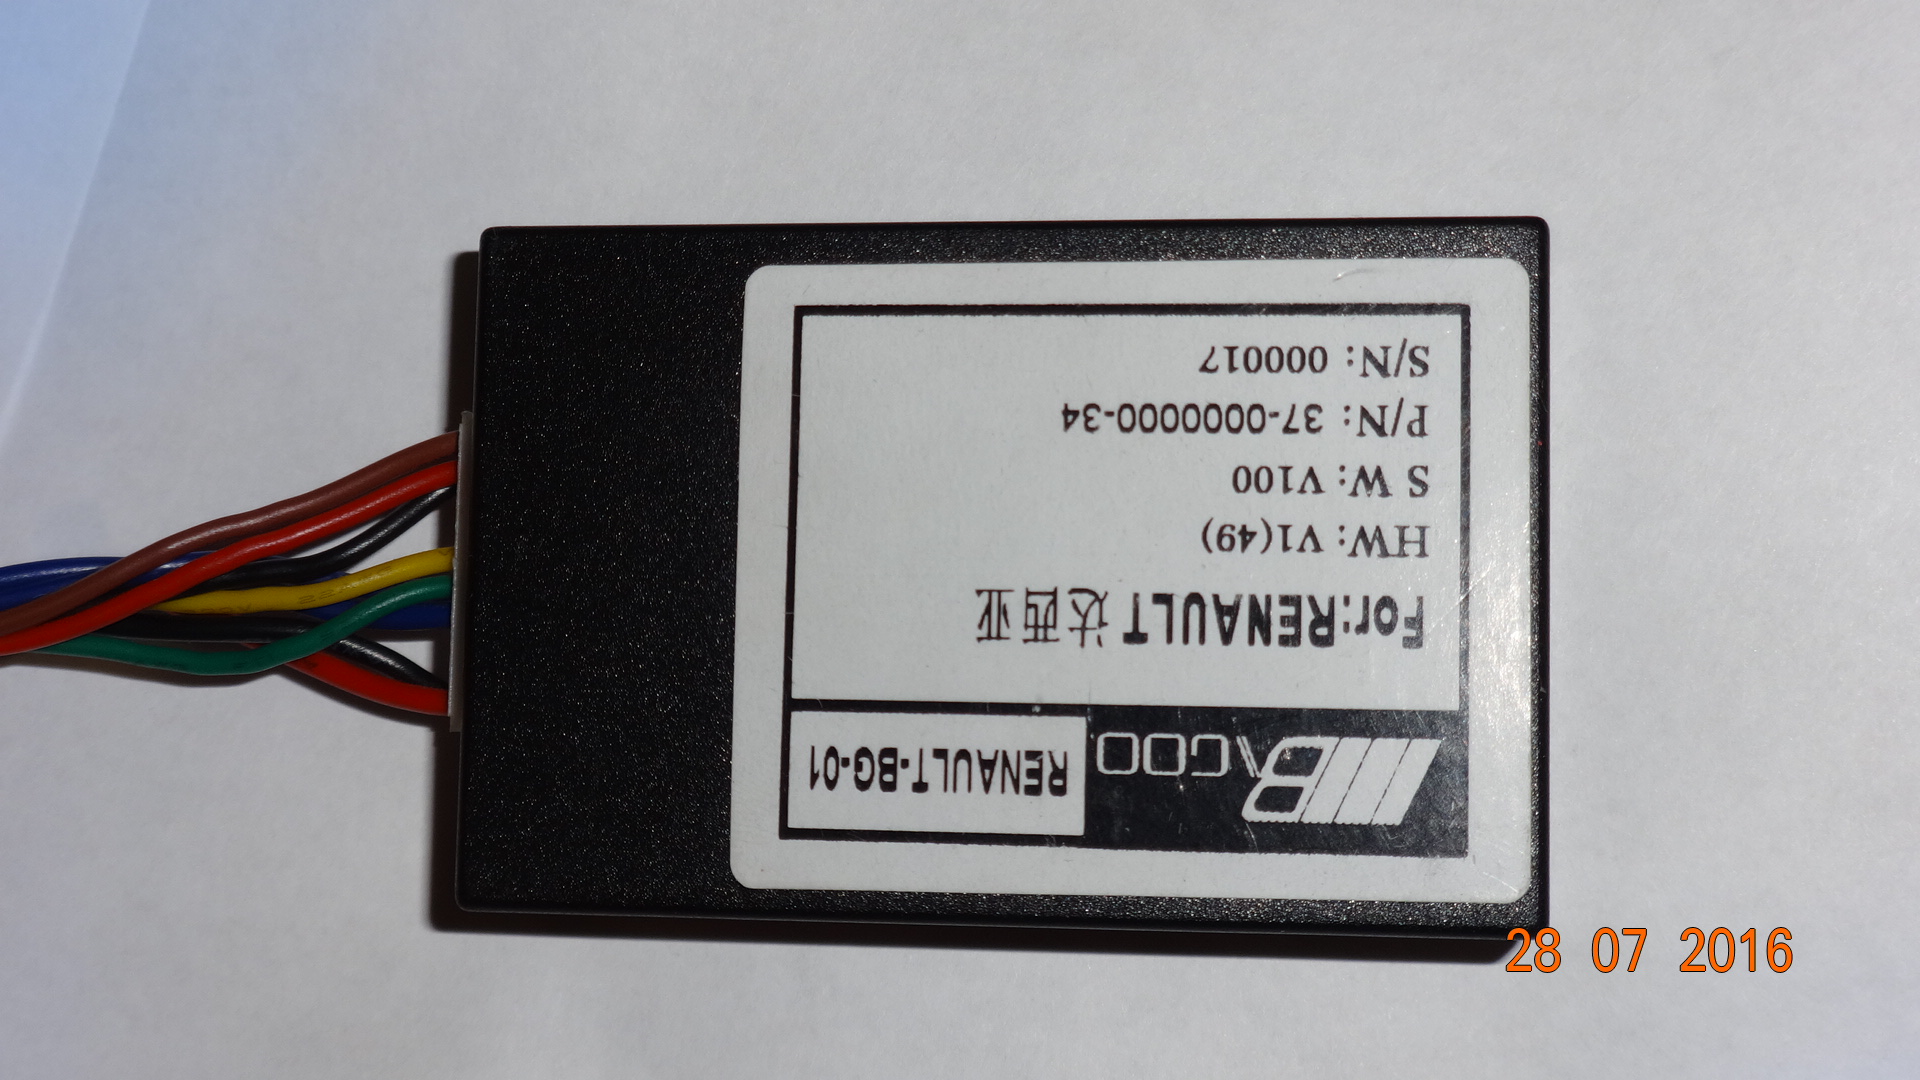 BAGOO RENAULT-BG-01
For:RENAULT 达西亚
HW: V1(49)
S W: V100
P/N: 37-0000000-34
S/N: 000017
28 07 2016